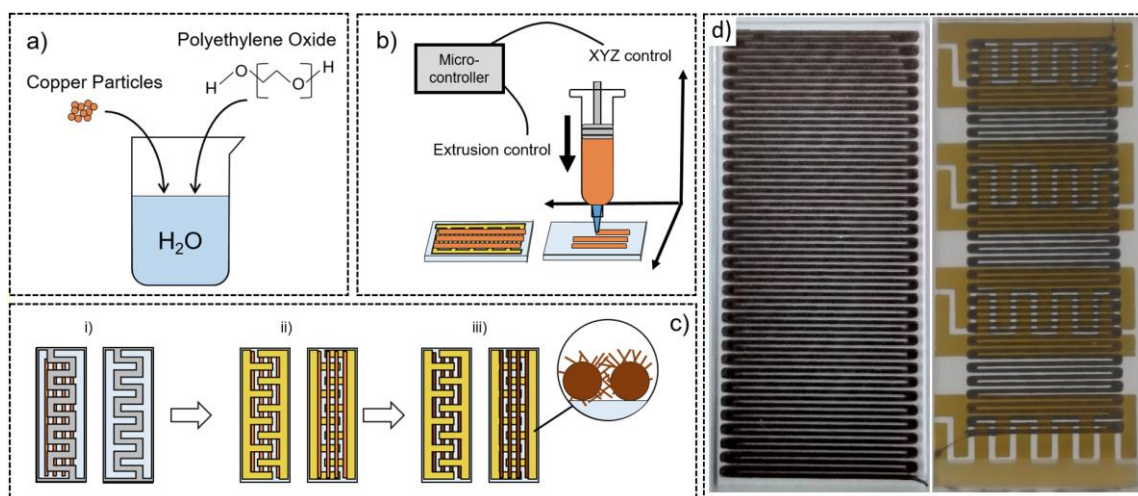 a)
Polyethylene Oxide
Copper Particles
H O O H
H₂O
b)
Micro-
controller
XYZ control
Extrusion control
c)
i)
ii)
iii)
d)